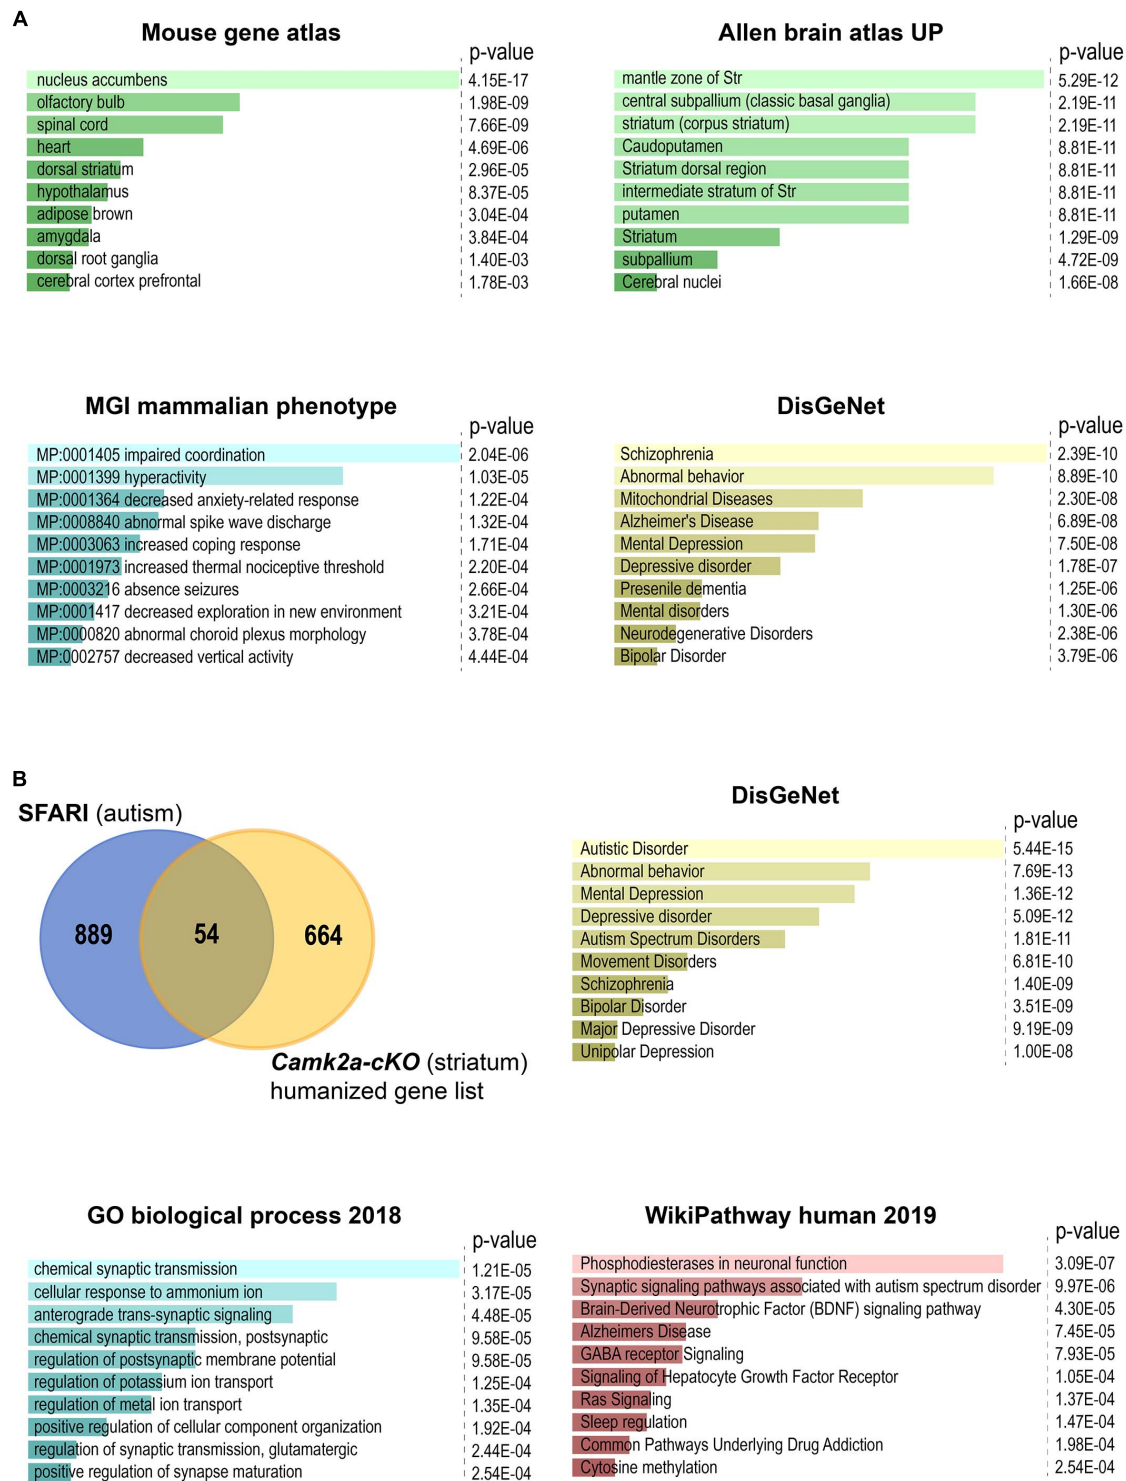 A
Mouse gene atlas
p-value
nucleus accumbens 4.15E-17
olfactory bulb 1.98E-09
spinal cord 7.66E-09
heart 4.69E-06
dorsal striatum 2.96E-05
hypothalamus 8.37E-05
adipose brown 3.04E-04
amygdala 3.84E-04
dorsal root ganglia 1.40E-03
cerebral cortex prefrontal 1.78E-03
Allen brain atlas UP
p-value
mantle zone of Str 5.29E-12
central subpallium (classic basal ganglia) 2.19E-11
striatum (corpus striatum) 2.19E-11
Caudoputamen 8.81E-11
Striatum dorsal region 8.81E-11
intermediate stratum of Str 8.81E-11
putamen 8.81E-11
Striatum 1.29E-09
subpallium 4.72E-09
Cerebral nuclei 1.66E-08
MGI mammalian phenotype
p-value
MP:0001405 impaired coordination 2.04E-06
MP:0001399 hyperactivity 1.03E-05
MP:0001364 decreased anxiety-related response 1.22E-04
MP:0008840 abnormal spike wave discharge 1.32E-04
MP:0003063 increased coping response 1.71E-04
MP:0001973 increased thermal nociceptive threshold 2.20E-04
MP:0003216 absence seizures 2.66E-04
MP:0001417 decreased exploration in new environment 3.21E-04
MP:0000820 abnormal choroid plexus morphology 3.78E-04
MP:0002757 decreased vertical activity 4.44E-04
DisGeNet
p-value
Schizophrenia 2.39E-10
Abnormal behavior 8.89E-10
Mitochondrial Diseases 2.30E-08
Alzheimer's Disease 6.89E-08
Mental Depression 7.50E-08
Depressive disorder 1.78E-07
Presenile dementia 1.25E-06
Mental disorders 1.30E-06
Neurodegenerative Disorders 2.38E-06
Bipolar Disorder 3.79E-06
B
SFARI (autism)
889
54
664
Camk2a-cKO (striatum)
humanized gene list
DisGeNet
p-value
Autistic Disorder 5.44E-15
Abnormal behavior 7.69E-13
Mental Depression 1.36E-12
Depressive disorder 5.09E-12
Autism Spectrum Disorders 1.81E-11
Movement Disorders 6.81E-10
Schizophrenia 1.40E-09
Bipolar Disorder 3.51E-09
Major Depressive Disorder 9.19E-09
Unipolar Depression 1.00E-08
GO biological process 2018
p-value
chemical synaptic transmission 1.21E-05
cellular response to ammonium ion 3.17E-05
anterograde trans-synaptic signaling 4.48E-05
chemical synaptic transmission, postsynaptic 9.58E-05
regulation of postsynaptic membrane potential 9.58E-05
regulation of potassium ion transport 1.25E-04
regulation of metal ion transport 1.35E-04
positive regulation of cellular component organization 1.92E-04
regulation of synaptic transmission, glutamatergic 2.44E-04
positive regulation of synapse maturation 2.54E-04
WikiPathway human 2019
p-value
Phosphodiesterases in neuronal function 3.09E-07
Synaptic signaling pathways associated with autism spectrum disorder 9.97E-06
Brain-Derived Neurotrophic Factor (BDNF) signaling pathway 4.30E-05
Alzheimers Disease 7.45E-05
GABA receptor Signaling 7.93E-05
Signaling of Hepatocyte Growth Factor Receptor 1.05E-04
Ras Signaling 1.37E-04
Sleep regulation 1.47E-04
Common Pathways Underlying Drug Addiction 1.98E-04
Cytosine methylation 2.54E-04